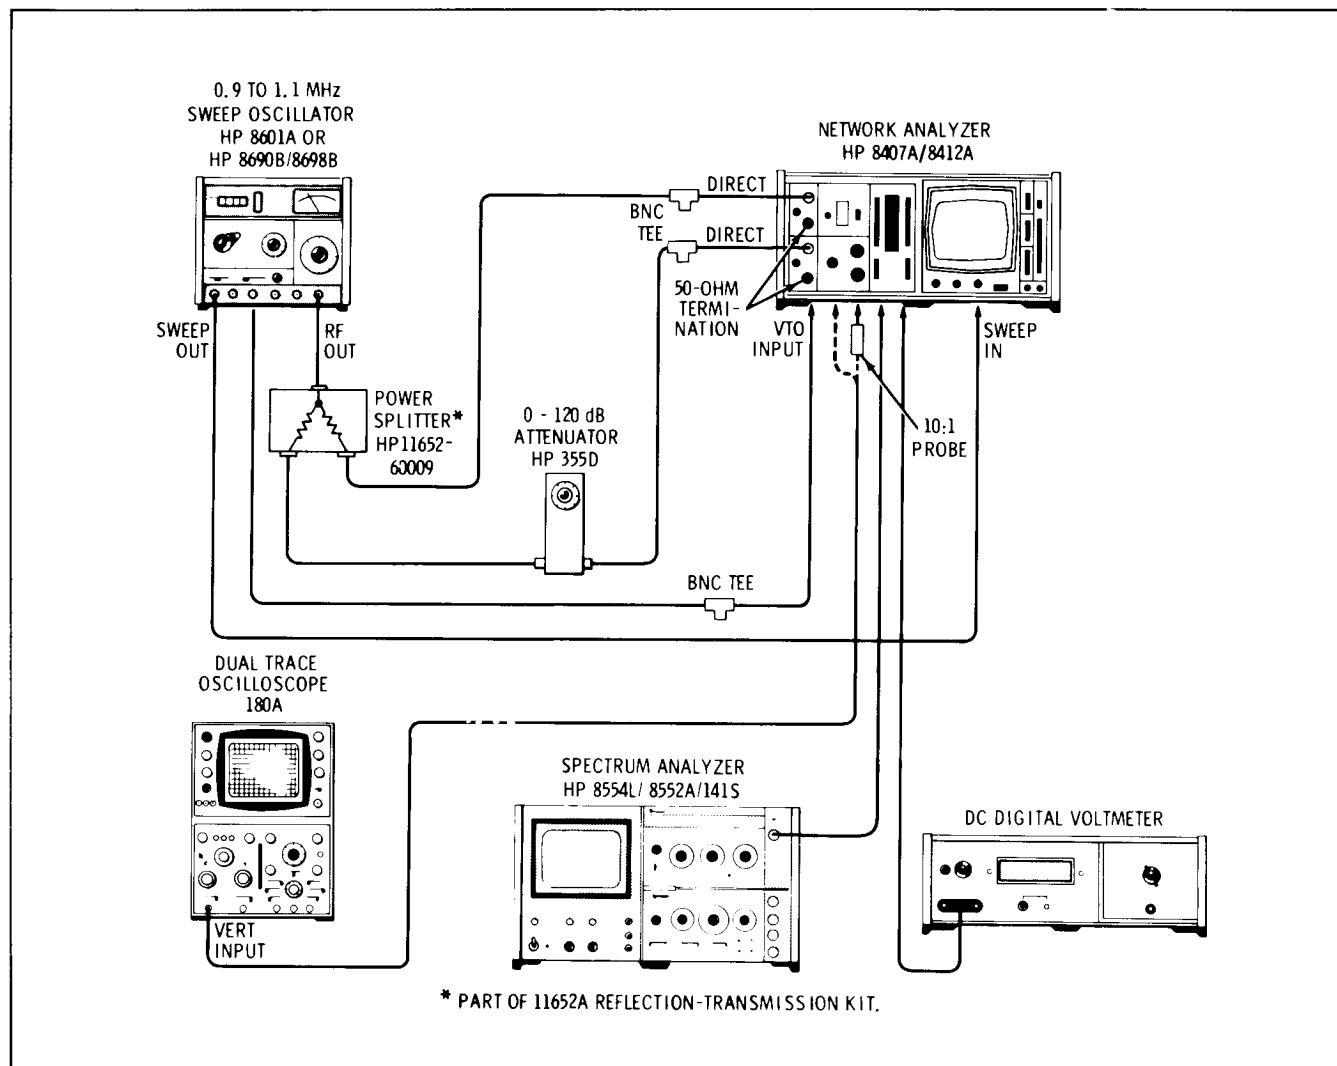 0.9 TO 1.1 MHz
SWEEP OSCILLATOR
HP 8601A OR
HP 8690B/8698B
NETWORK ANALYZER
HP 8407A/8412A
DIRECT
BNC
TEE
DIRECT
50-OHM
TERMI-
NATION
VTO
INPUT
SWEEP
IN
SWEEP
OUT
RF
OUT
POWER
SPLITTER*
HP11652-
60009
0 - 120 dB
ATTENUATOR
HP 355D
10:1
PROBE
BNC TEE
DUAL TRACE
OSCILLOSCOPE
180A
VERT
INPUT
SPECTRUM ANALYZER
HP 8554L/ 8552A/141S
DC DIGITAL VOLTMETER
* PART OF 11652A REFLECTION-TRANSMISSION KIT.